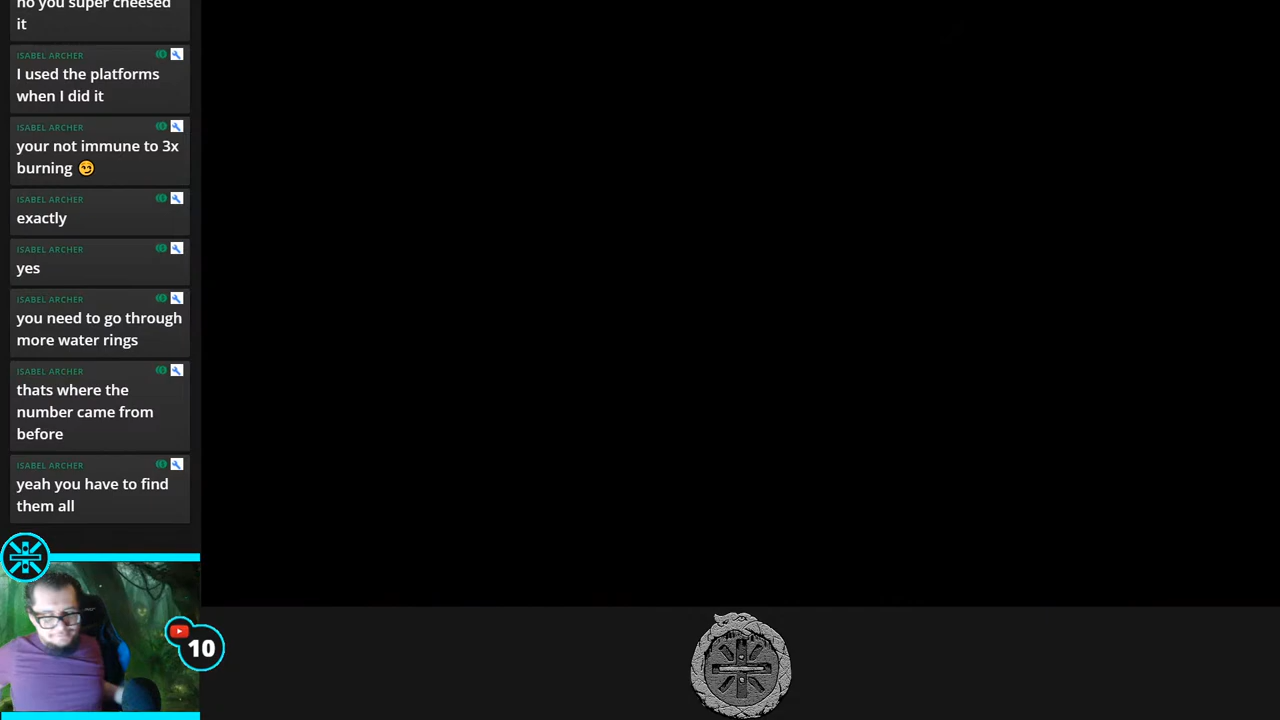 no you super cheesed
it
ISABEL ARCHER
I used the platforms
when I did it
ISABEL ARCHER
your not immune to 3x
burning 😏
ISABEL ARCHER
exactly
ISABEL ARCHER
yes
ISABEL ARCHER
you need to go through
more water rings
ISABEL ARCHER
thats where the
number came from
before
ISABEL ARCHER
yeah you have to find
them all
10